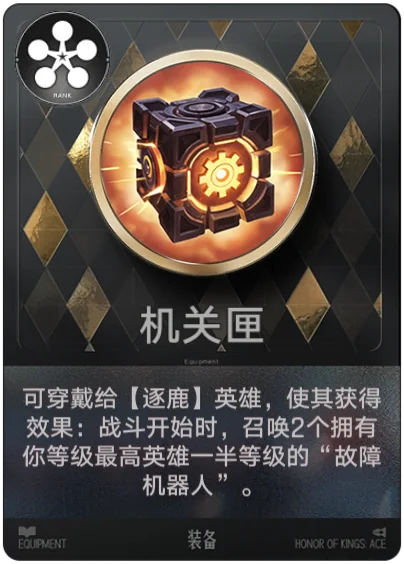 RANK
机关匣
Equipment
可穿戴给【逐鹿】英雄，使其获得
效果：战斗开始时，召唤2个拥有
你等级最高英雄一半等级的“故障
机器人”。
EQUIPMENT
装备
HONOR OF KINGS: ACE